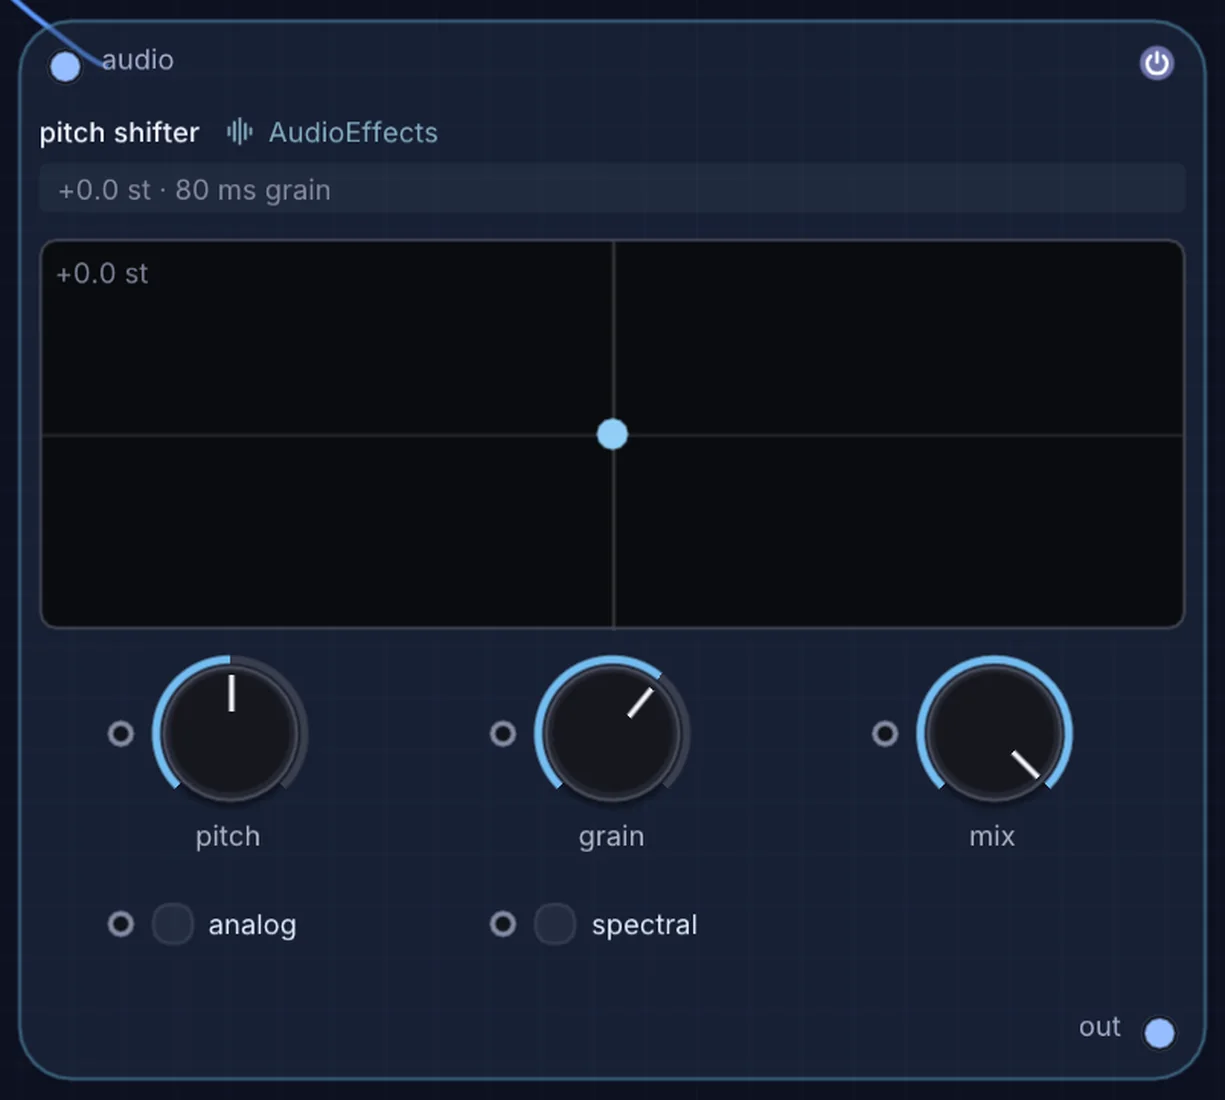 audio
pitch shifter AudioEffects
+0.0 st · 80 ms grain
+0.0 st
pitch grain mix
analog spectral
out